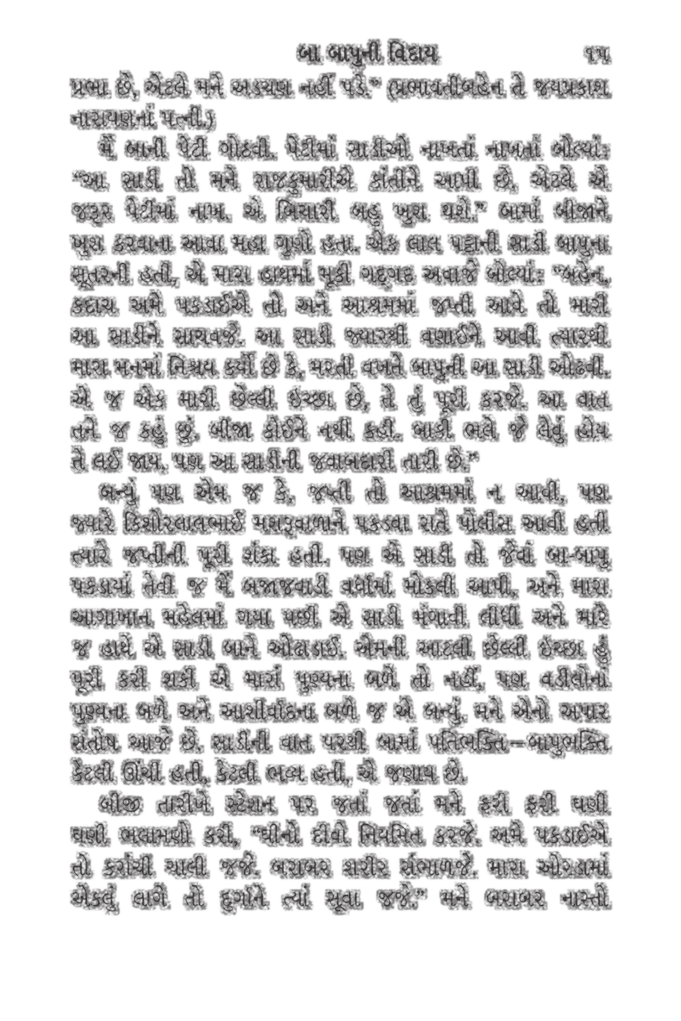 બા બાપુની વિદાય ૧૫
પ્રભા છે, એટલે મને અડચણ નહીં પડે.” (પ્રભાવતીબહેન તે જયપ્રકાશ
નારાયણનાં પત્ની.)
મેં બાની પેટી ગોઠવી. પેટીમાં સાડીઓ નાખતાં નાખતાં બોલ્યાં:
“આ સાડી તો મને રાજકુમારીએ કાંતીને આપી છે, એટલે એ
જરૂર પેટીમાં નાખ. એ બિચારી બહુ ખુશ થશે.” બામાં બીજાને
ખુશ કરવાના આવા મહા ગુણો હતા. એક લાલ પટ્ટાની સાડી બાપુના
સૂતરની હતી, એ મારા હાથમાં મૂકી ગદ્‌ગદ અવાજે બોલ્યાં: “બહેન,
કદાચ અમે પકડાઈએ તો અને આશ્રમમાં જપ્તી આવે તો મારી
આ સાડીને સાચવજે. આ સાડી જ્યારથી વણાઈને આવી ત્યારથી
મારા મનમાં નિશ્ચય કર્યો છે કે, મરતી વખતે બાપુની આ સાડી ઓઢવી.
એ જ એક મારી છેલ્લી ઇચ્છા છે, તે તું પૂરી કરજે. આ વાત
તને જ કહું છું. બીજા કોઈને નથી કહી. બાકી ભલે જે લેવું હોય
તે લઈ જાય, પણ આ સાડીની જવાબદારી તારી છે.”
બન્યું પણ એમ જ કે, જપ્તી તો આશ્રમમાં ન આવી, પણ
જ્યારે કિશોરલાલભાઈ મશરૂવાળાને પકડવા રાતે પોલીસ આવી હતી
ત્યારે જપ્તીની પૂરી શંકા હતી. પણ એ સાડી તો જેવાં બા-બાપુ
પકડાયાં તેવી જ મેં બજાજવાડી વર્ધામાં મોકલી આપી, અને મારા
આગાખાન મહેલમાં ગયા પછી એ સાડી મંગાવી લીધી અને મારે
જ હાથે, એ સાડી બાને ઓઢાડાઈ. એમની આટલી છેલ્લી ઇચ્છા હું
પૂરી કરી શકી એ મારાં પુણ્યના બળે તો નહીં, પણ વડીલોનાં
પુણ્યના બળે અને આશીર્વાદના બળે જ એ બન્યું. મને એનો અપાર
સંતોષ આજે છે. સાડીની વાત પરથી બામાં પતિભક્તિ—બાપુભક્તિ
કેટલી ઊંચી હતી, કેટલી ભવ્ય હતી, એ જણાય છે.
બીજી તારીખે સ્ટેશન પર જતાં જતાં મને ફરી ફરી ઘણી
ઘણી ભલામણી કરી, “ઘીનો દીવો નિયમિત કરજે. અમે પકડાઈએ
તો કરાંચી ચાલી જજે. બરાબર શરીર સંભાળજે. મારા ઓરડામાં
એકલું લાગે તો દુર્ગાને ત્યાં સૂવા જજે.” મને બરાબર નાસ્તો